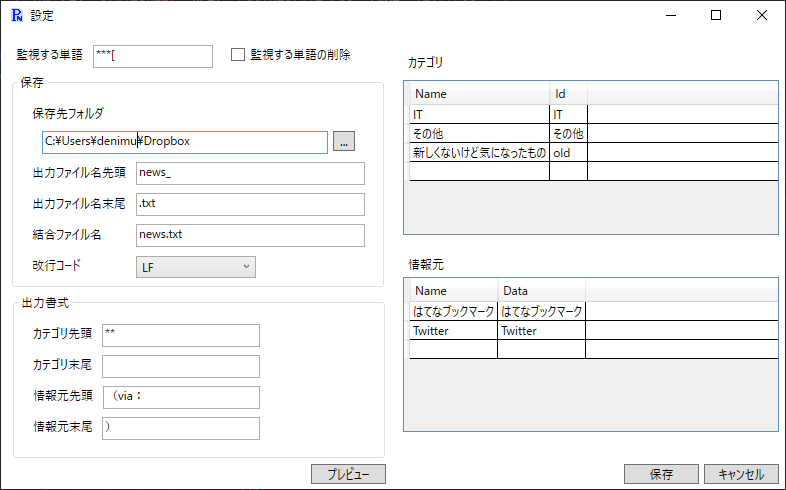 PN 設定
監視する単語 ***[ 監視する単語の削除
保存
保存先フォルダ
C:¥Users¥denimu¥Dropbox ...
出力ファイル名先頭 news_
出力ファイル名末尾 .txt
結合ファイル名 news.txt
改行コード LF
出力書式
カテゴリ先頭 **
カテゴリ末尾
情報元先頭 （via：
情報元末尾 ）
プレビュー
カテゴリ
Name Id
IT IT
その他 その他
新しくないけど気になったもの old
情報元
Name Data
はてなブックマーク はてなブックマーク
Twitter Twitter
保存 キャンセル